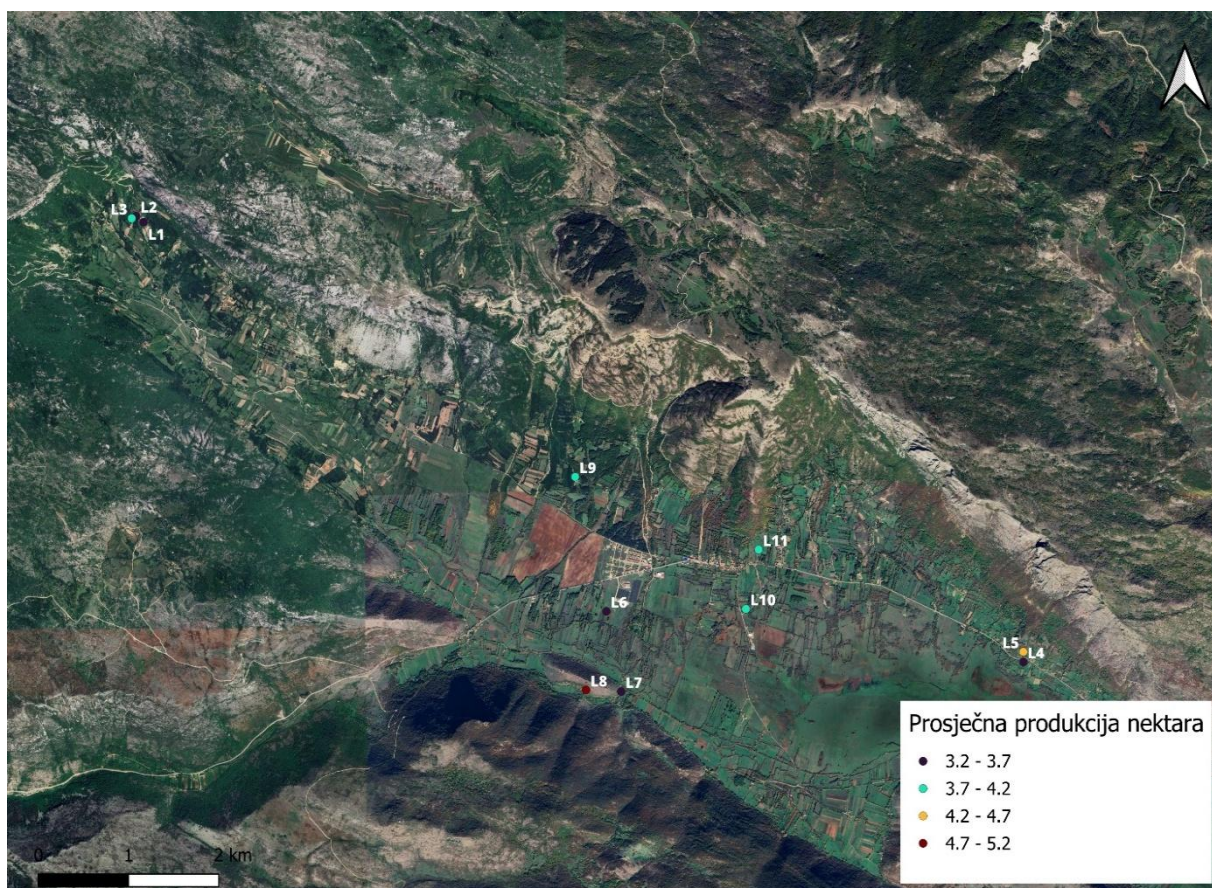 L3
L2
L1
L9
L11
L6
L10
L5
L4
L8
L7
Prosječna produkcija nektara
3.2 - 3.7
3.7 - 4.2
4.2 - 4.7
4.7 - 5.2
0 1 2 km